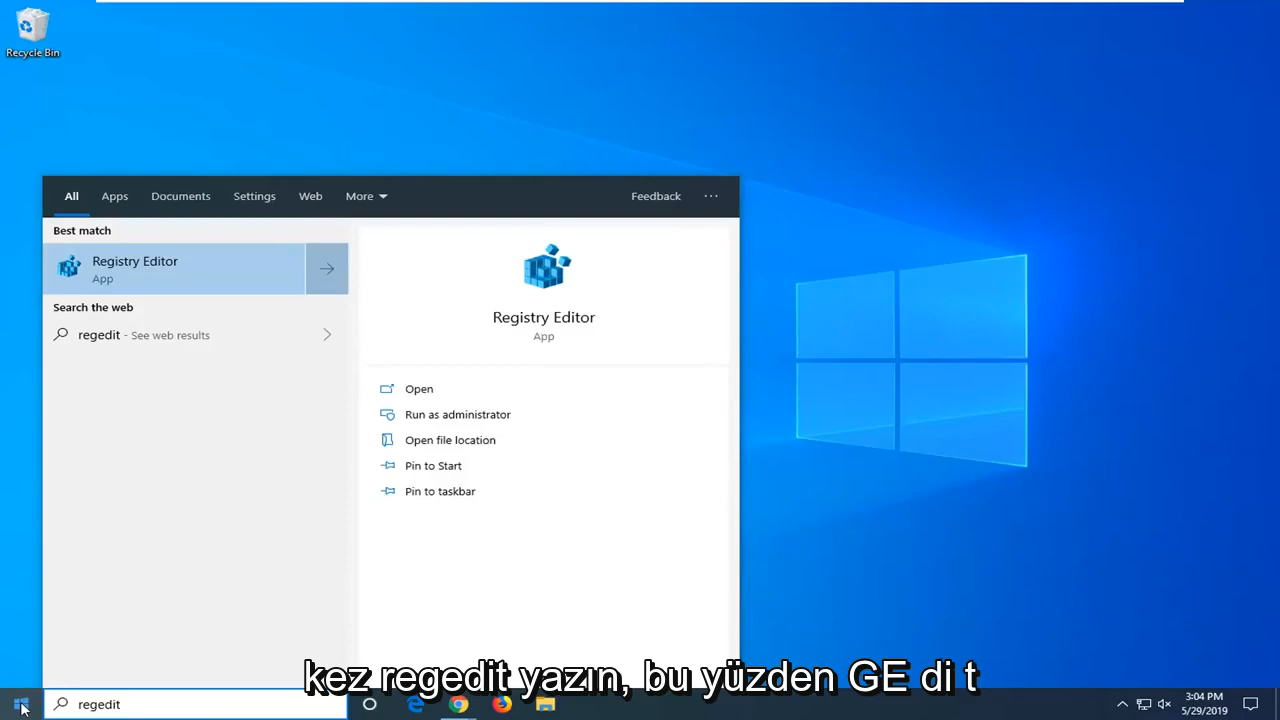 Recycle Bin
All Apps Documents Settings Web More Feedback ...
Best match
Registry Editor
App
Search the web
regedit - See web results
Registry Editor
App
Open
Run as administrator
Open file location
Pin to Start
Pin to taskbar
kez regedit yazın, bu yüzden GE di t
regedit
3:04 PM
5/29/2019